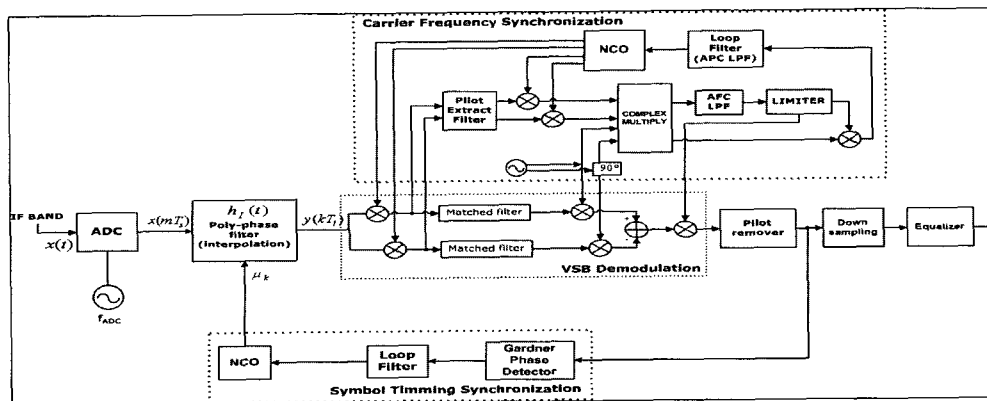 Carrier Frequency Synchronization
NCO
Loop
Filter
(APC LPF)
Pilot
Extract
Filter
COMPLEX
MULTIPLY
AFC
LPF
LIMITER
90°
IF BAND
x(t)
ADC
f_ADC
x(mT_s)
h_I(t)
Poly-phase
filter
(interpolation)
y(kT_i)
μ_k
Matched filter
Matched filter
VSB Demodulation
Pilot
remover
Down
sampling
Equalizer
NCO
Loop
Filter
Gardner
Phase
Detector
Symbol Timming Synchronization